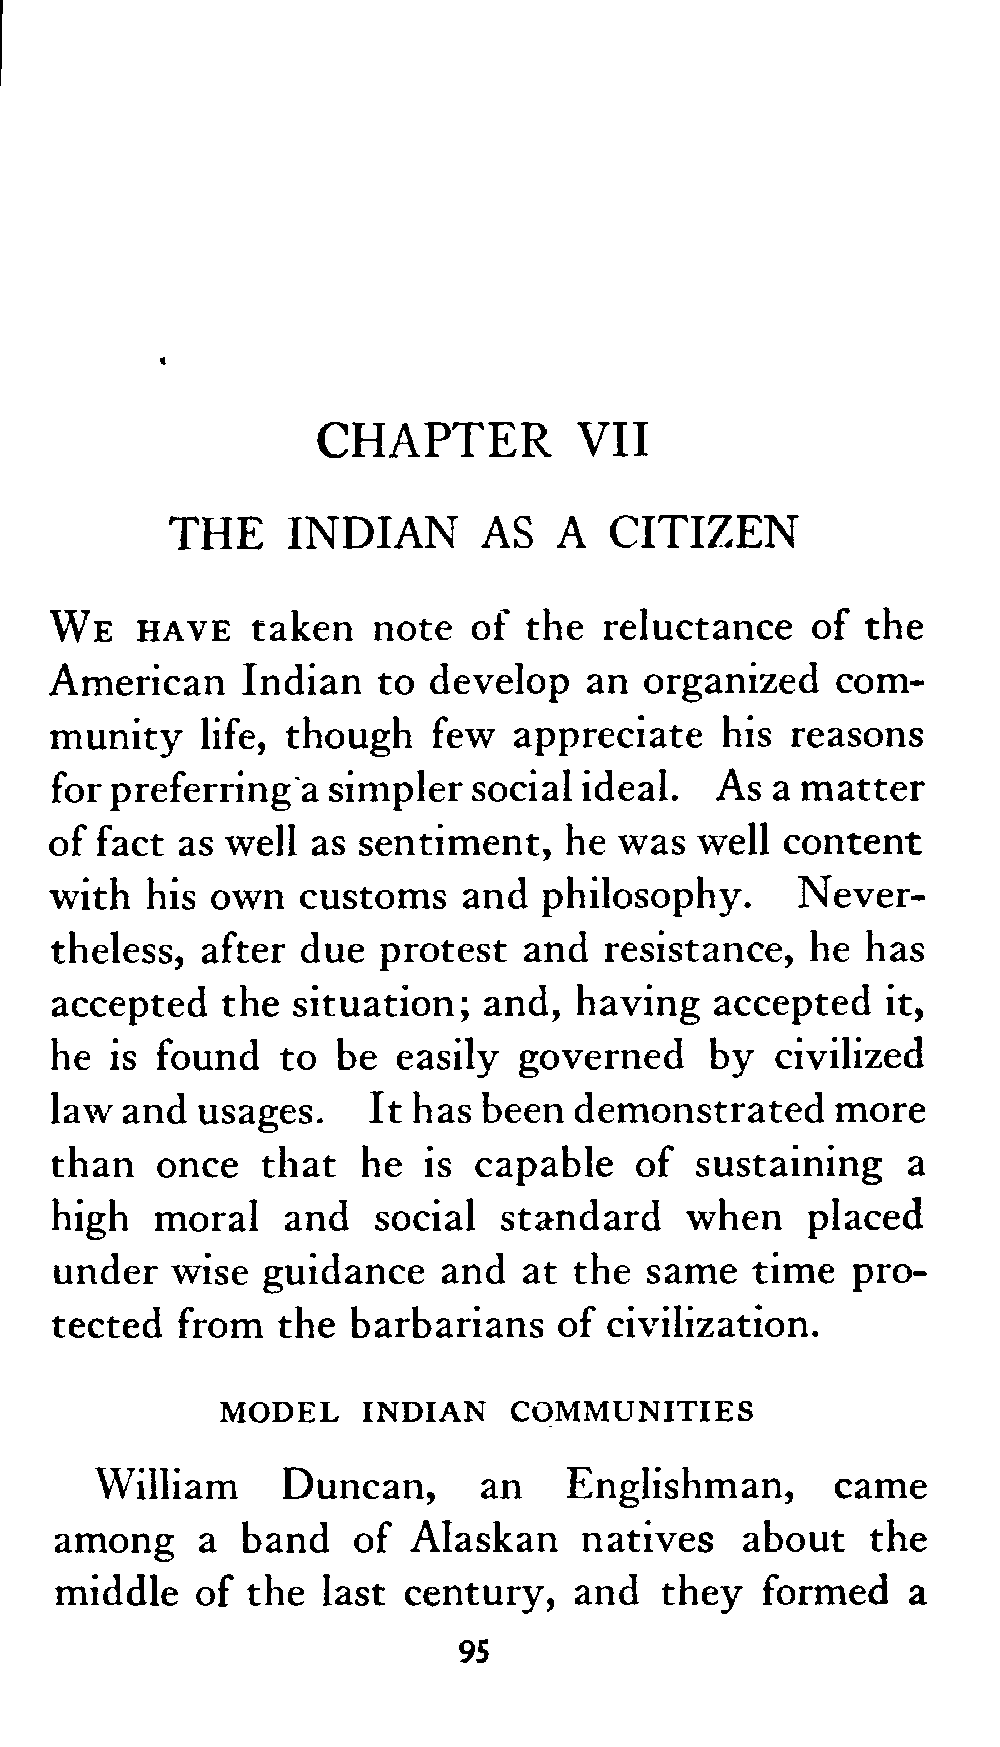 CHAPTER VII
THE INDIAN AS A CITIZEN
WE HAVE taken note of the reluctance of the
American Indian to develop an organized com-
munity life, though few appreciate his reasons
for preferring a simpler social ideal. As a matter
of fact as well as sentiment, he was well content
with his own customs and philosophy. Never-
theless, after due protest and resistance, he has
accepted the situation; and, having accepted it,
he is found to be easily governed by civilized
law and usages. It has been demonstrated more
than once that he is capable of sustaining a
high moral and social standard when placed
under wise guidance and at the same time pro-
tected from the barbarians of civilization.
MODEL INDIAN COMMUNITIES
William Duncan, an Englishman, came
among a band of Alaskan natives about the
middle of the last century, and they formed a
95